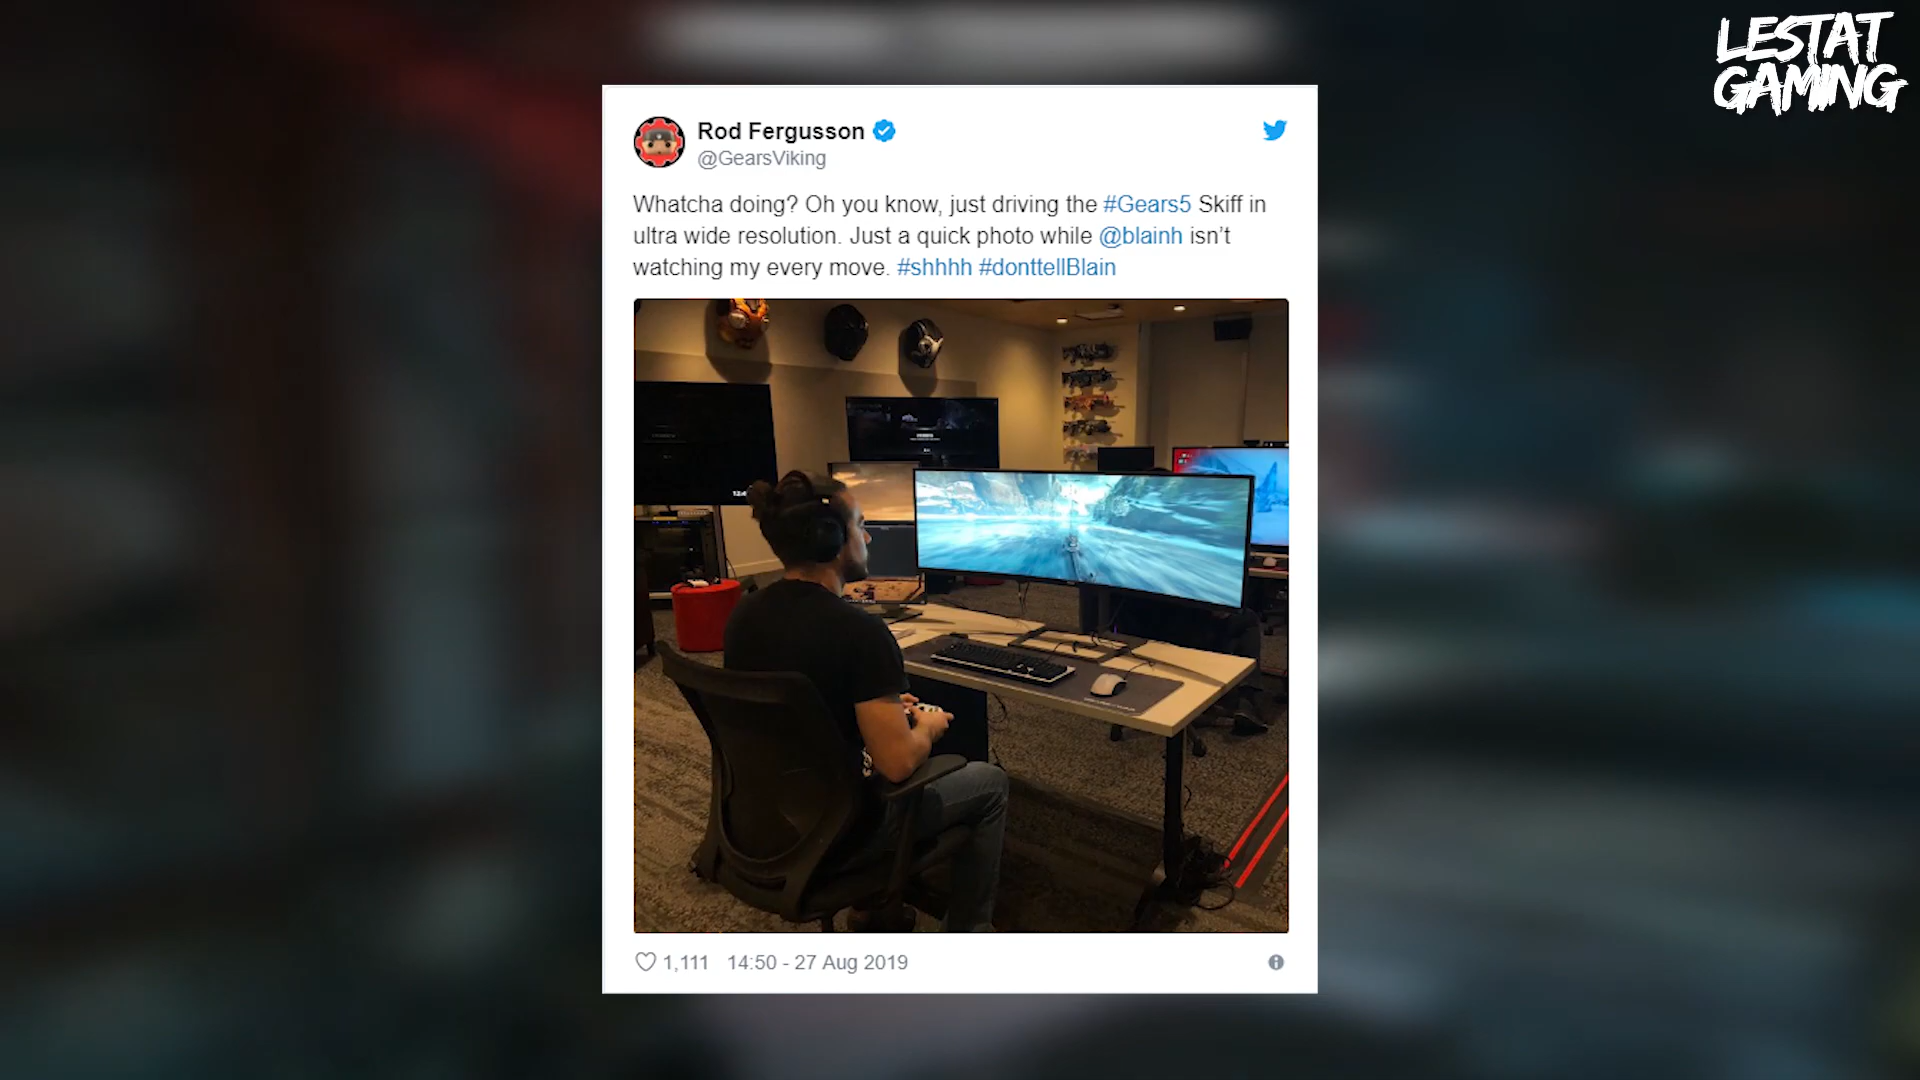 LESTAT
GAMING
Rod Fergusson
@GearsViking
Whatcha doing? Oh you know, just driving the #Gears5 Skiff in
ultra wide resolution. Just a quick photo while @blainh isn't
watching my every move. #shhhh #donttellBlain
1,111 14:50 - 27 Aug 2019